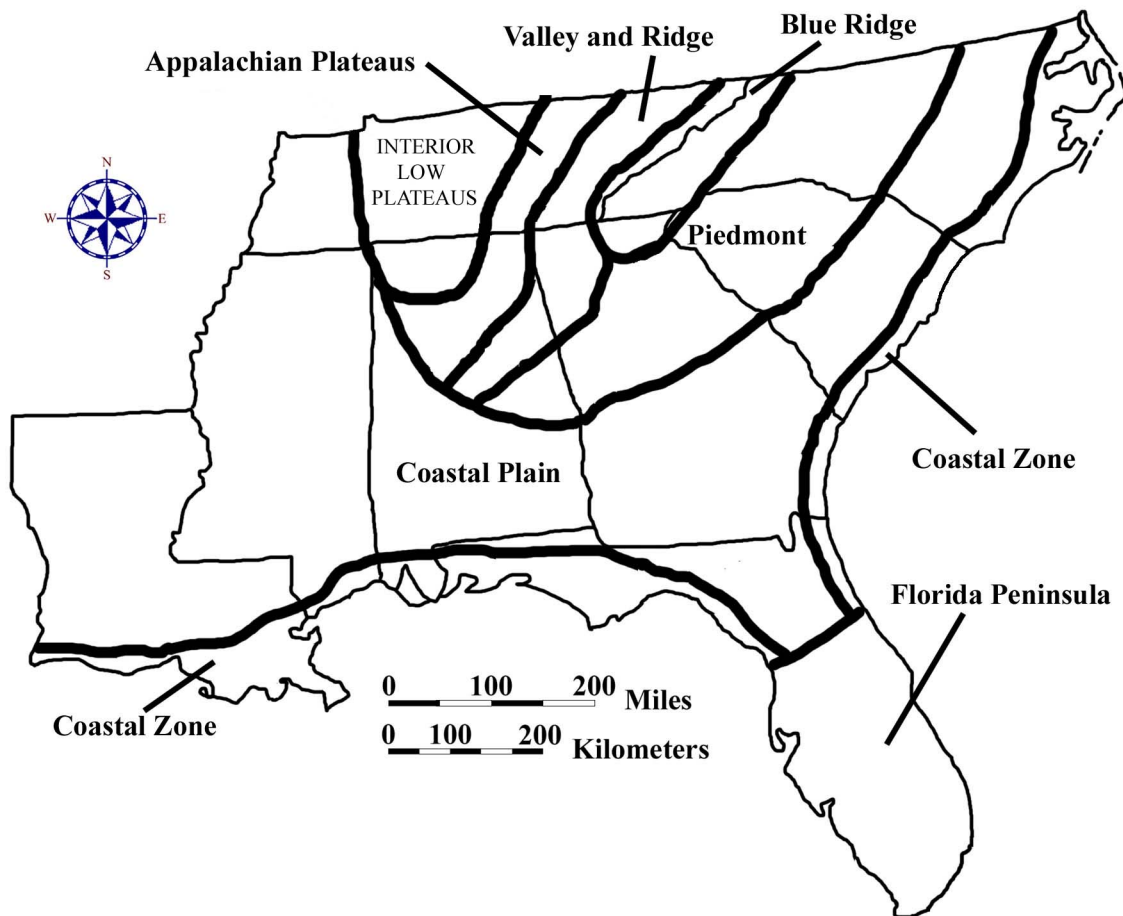 Blue Ridge
Valley and Ridge
Appalachian Plateaus
INTERIOR
LOW
PLATEAUS
N
W
E
S
Piedmont
Coastal Plain
Coastal Zone
Florida Peninsula
Coastal Zone
0 100 200
Miles
0 100 200
Kilometers